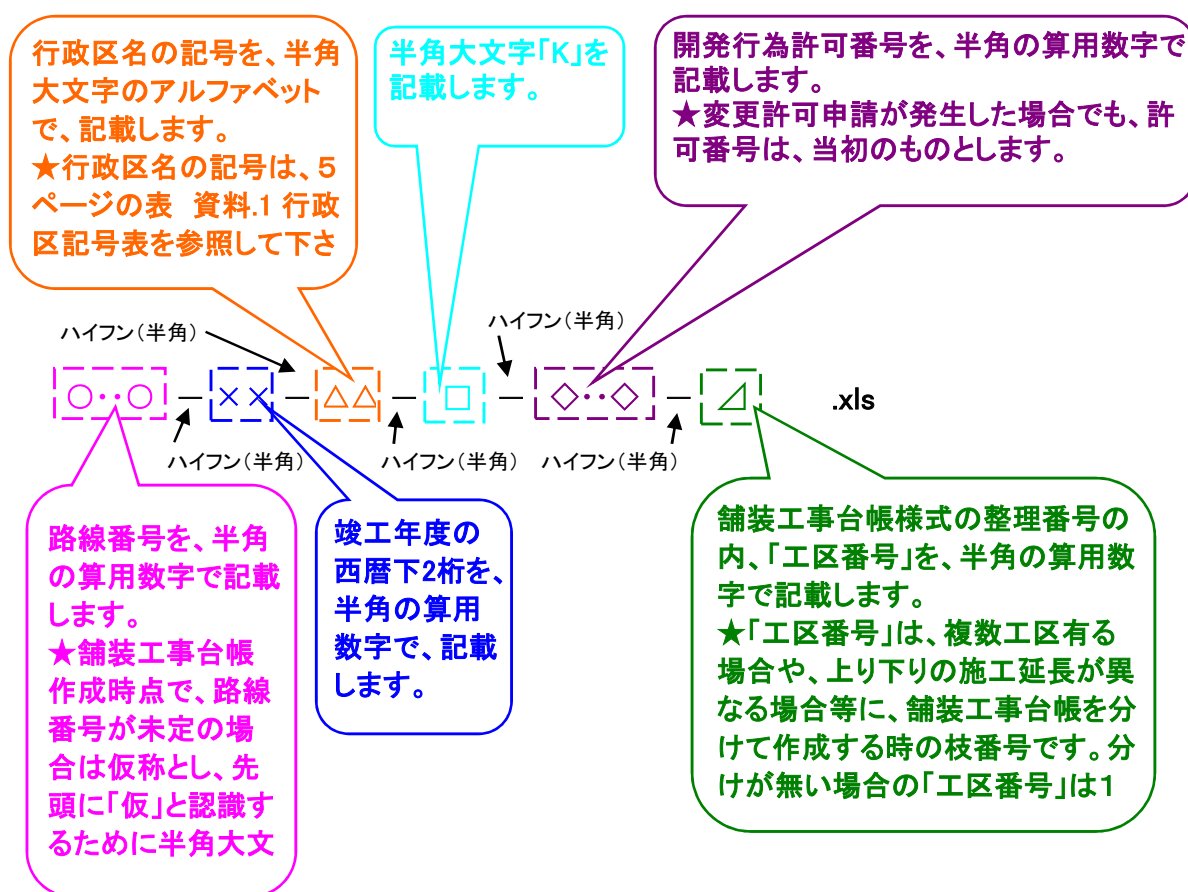 行政区名の記号を、半角
大文字のアルファベット
で、記載します。
★行政区名の記号は、5
ページの表 資料.1 行政
区記号表を参照して下さ
半角大文字「K」を
記載します。
開発行為許可番号を、半角の算用数字で
記載します。
★変更許可申請が発生した場合でも、許
可番号は、当初のものとします。
ハイフン(半角)
ハイフン(半角)
○‥○－××－△△－□－◇‥◇－⊿ .xls
ハイフン(半角)
ハイフン(半角)
ハイフン(半角)
路線番号を、半角
の算用数字で記載
します。
★舗装工事台帳
作成時点で、路線
番号が未定の場
合は仮称とし、先
頭に「仮」と認識す
るために半角大文
竣工年度の
西暦下2桁を、
半角の算用
数字で、記載
します。
舗装工事台帳様式の整理番号の
内、「工区番号」を、半角の算用数
字で記載します。
★「工区番号」は、複数工区有る
場合や、上り下りの施工延長が異
なる場合等に、舗装工事台帳を分
けて作成する時の枝番号です。分
けが無い場合の「工区番号」は1